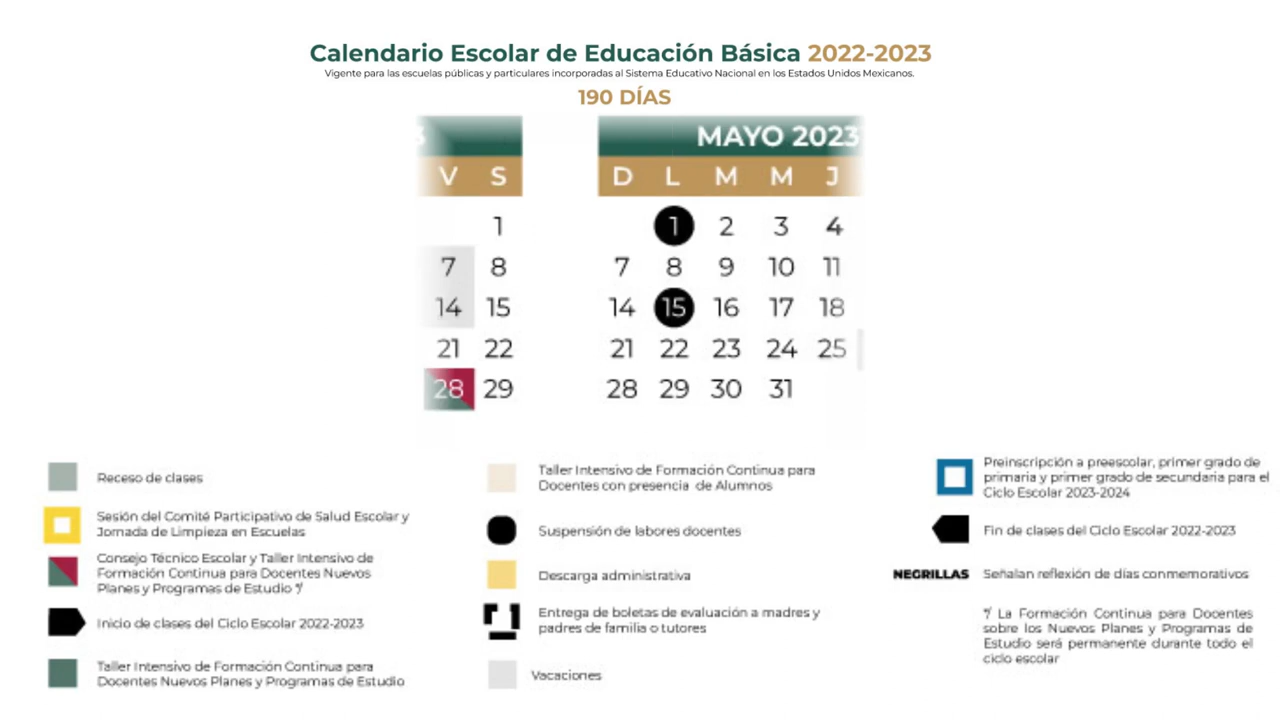 Calendario Escolar de Educación Básica 2022-2023
Vigente para las escuelas públicas y particulares incorporadas al Sistema Educativo Nacional en los Estados Unidos Mexicanos.
190 DÍAS
3
V S
1
7 8
14 15
21 22
28 29
MAYO 2023
D L M M J
1 2 3 4
7 8 9 10 11
14 15 16 17 18
21 22 23 24 25
28 29 30 31
Receso de clases
Sesión del Comité Participativo de Salud Escolar y
Jornada de Limpieza en Escuelas
Consejo Técnico Escolar y Taller Intensivo de
Formación Continua para Docentes Nuevos
Planes y Programas de Estudio */
Inicio de clases del Ciclo Escolar 2022-2023
Taller Intensivo de Formación Continua para
Docentes Nuevos Planes y Programas de Estudio
Taller Intensivo de Formación Continua para
Docentes con presencia de Alumnos
Suspensión de labores docentes
Descarga administrativa
Entrega de boletas de evaluación a madres y
padres de familia o tutores
Vacaciones
Preinscripción a preescolar, primer grado de
primaria y primer grado de secundaria para el
Ciclo Escolar 2023-2024
Fin de clases del Ciclo Escolar 2022-2023
NEGRILLAS Señalan reflexión de días conmemorativos
*/ La Formación Continua para Docentes
sobre los Nuevos Planes y Programas de
Estudio será permanente durante todo el
ciclo escolar